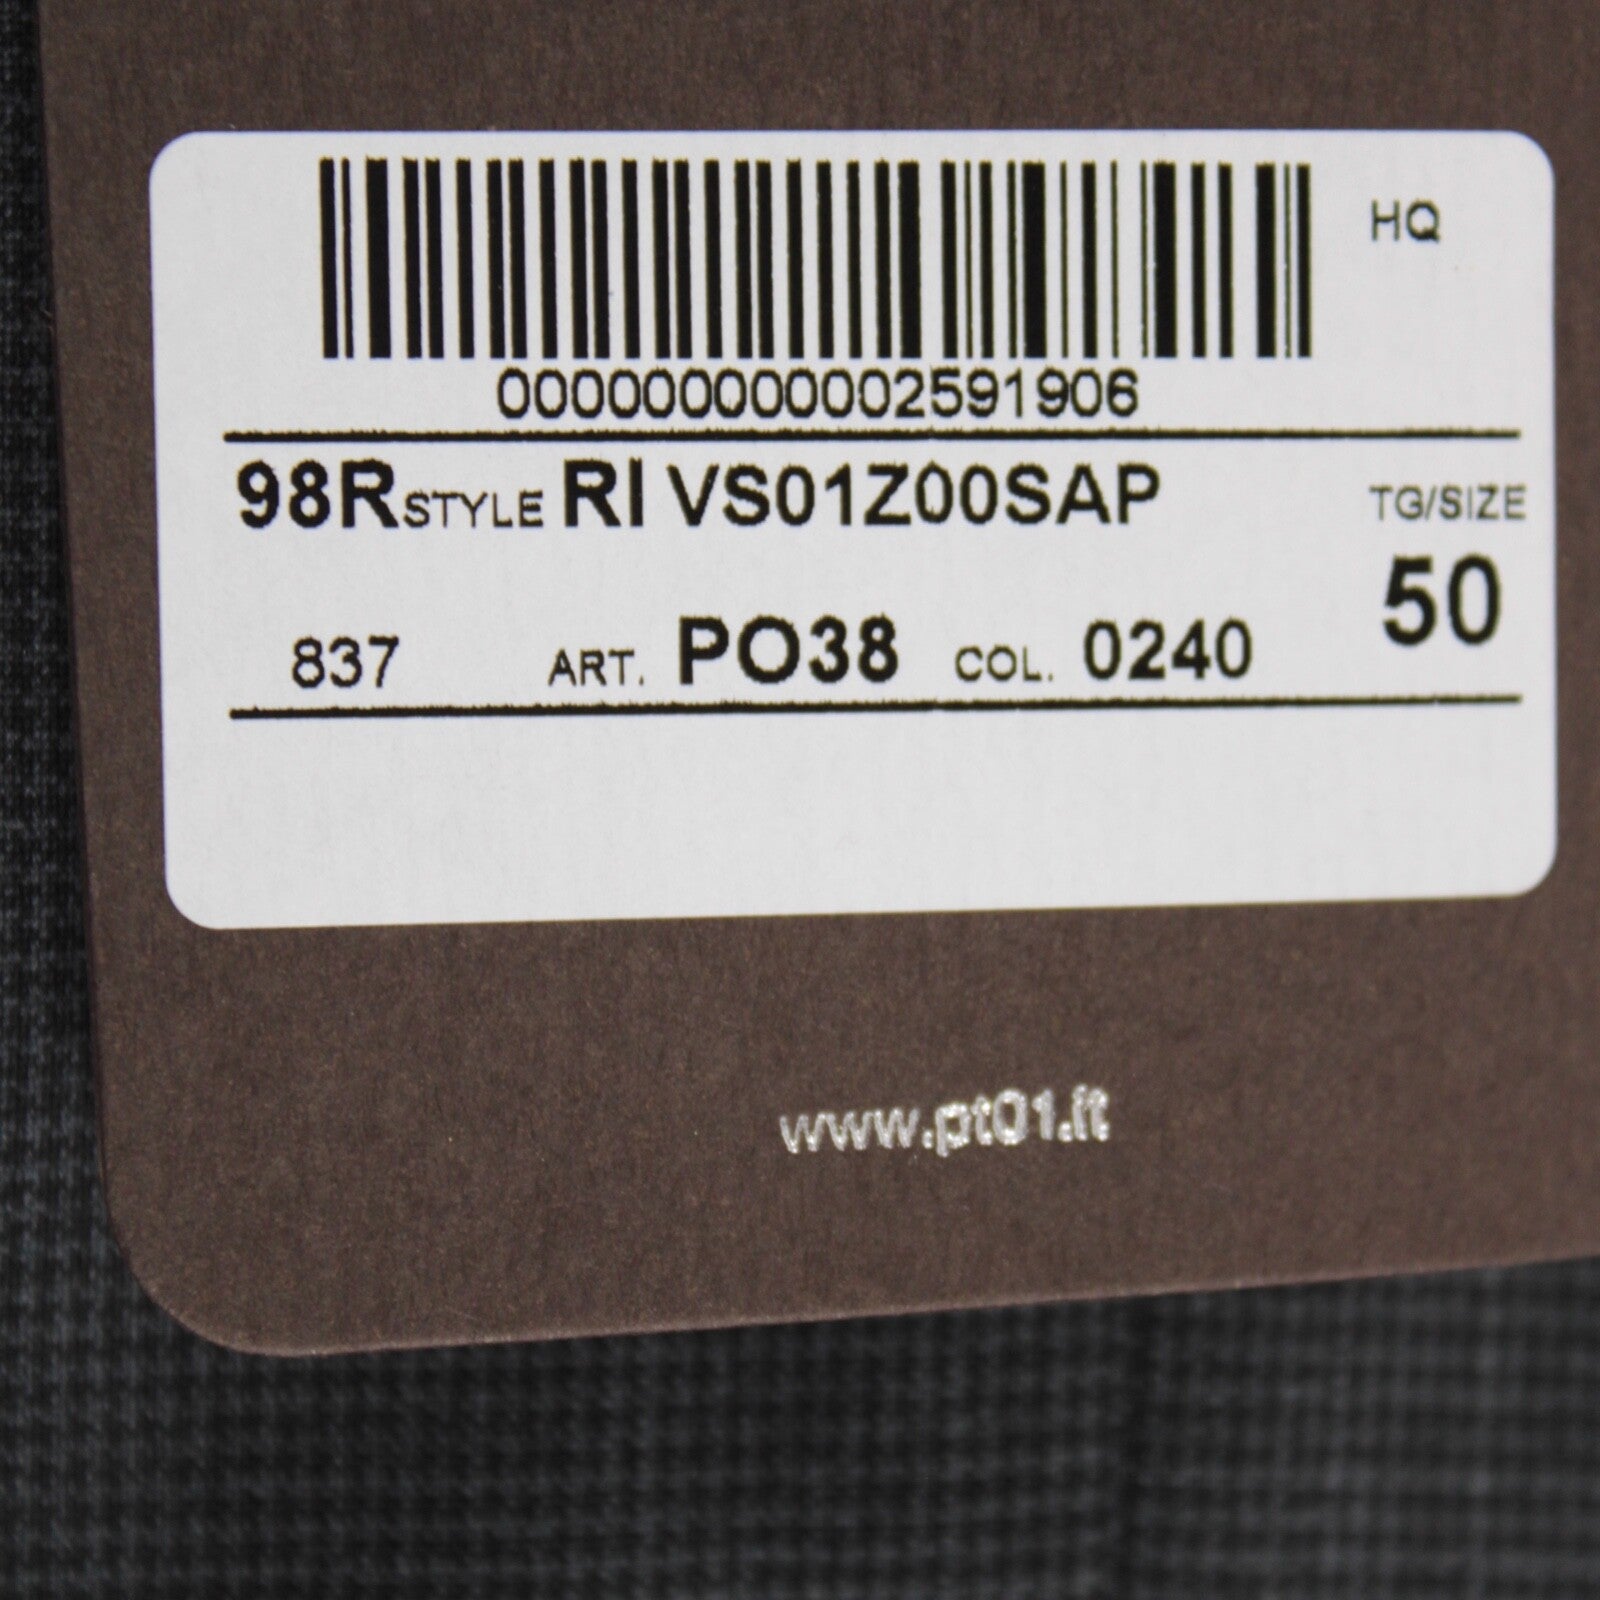 HQ
0000000000002591906
98R STYLE RI VS01Z00SAP TG/SIZE
50
837 ART. PO38 COL. 0240
www.pt01.it